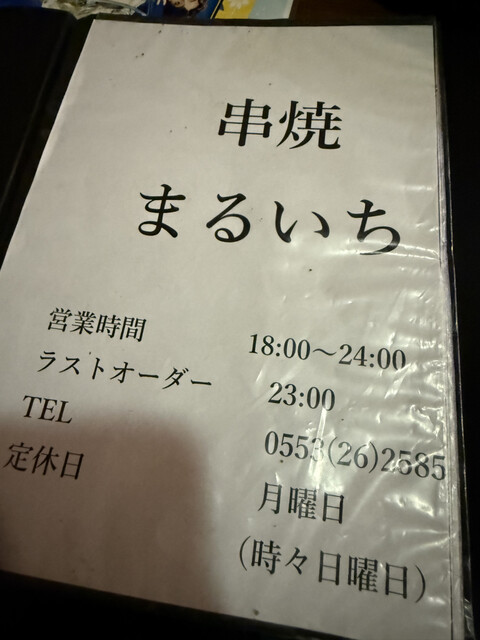 串焼
まるいち
営業時間 18:00～24:00
ラストオーダー 23:00
TEL 0553(26)2585
定休日 月曜日
(時々日曜日)